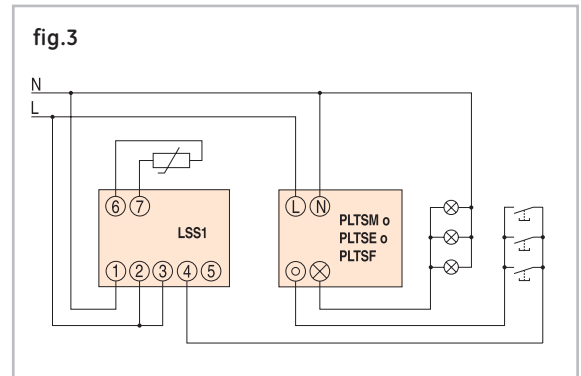 fig.3
N
L
6 7
L N
LSS1
PLTSM o
PLTSE o
PLTSF
1 2 3 4 5